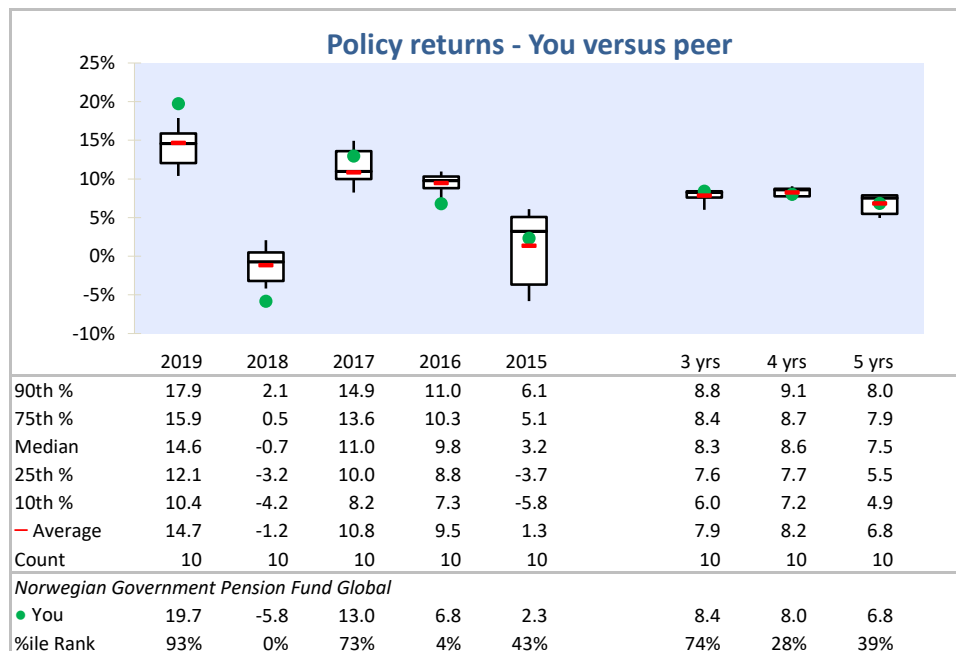 Policy returns - You versus peer
25%
20%
15%
10%
5%
0%
-5%
-10%
2019 2018 2017 2016 2015 3 yrs 4 yrs 5 yrs
90th % 17.9 2.1 14.9 11.0 6.1 8.8 9.1 8.0
75th % 15.9 0.5 13.6 10.3 5.1 8.4 8.7 7.9
Median 14.6 -0.7 11.0 9.8 3.2 8.3 8.6 7.5
25th % 12.1 -3.2 10.0 8.8 -3.7 7.6 7.7 5.5
10th % 10.4 -4.2 8.2 7.3 -5.8 6.0 7.2 4.9
Average 14.7 -1.2 10.8 9.5 1.3 7.9 8.2 6.8
Count 10 10 10 10 10 10 10 10
Norwegian Government Pension Fund Global
You 19.7 -5.8 13.0 6.8 2.3 8.4 8.0 6.8
%ile Rank 93% 0% 73% 4% 43% 74% 28% 39%